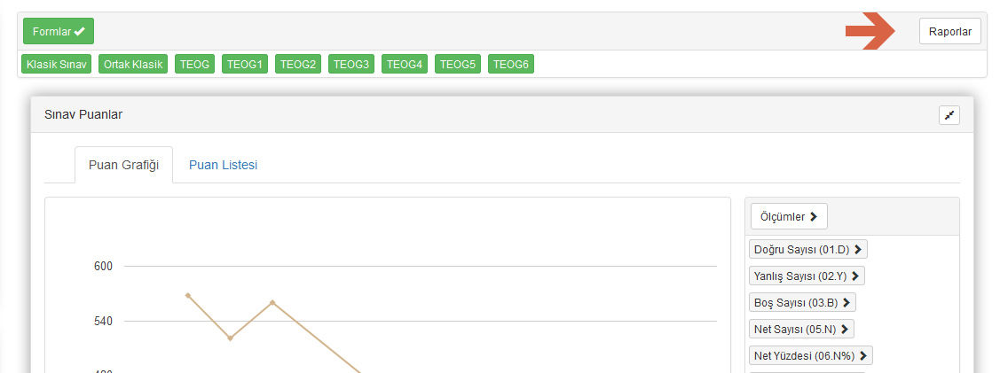 Formlar
Raporlar
Klasik Sınav Ortak Klasik TEOG TEOG1 TEOG2 TEOG3 TEOG4 TEOG5 TEOG6
Sınav Puanlar
Puan Grafiği Puan Listesi
Ölçümler
Doğru Sayısı (01.D)
Yanlış Sayısı (02.Y)
Boş Sayısı (03.B)
Net Sayısı (05.N)
Net Yüzdesi (06.N%)
600
540